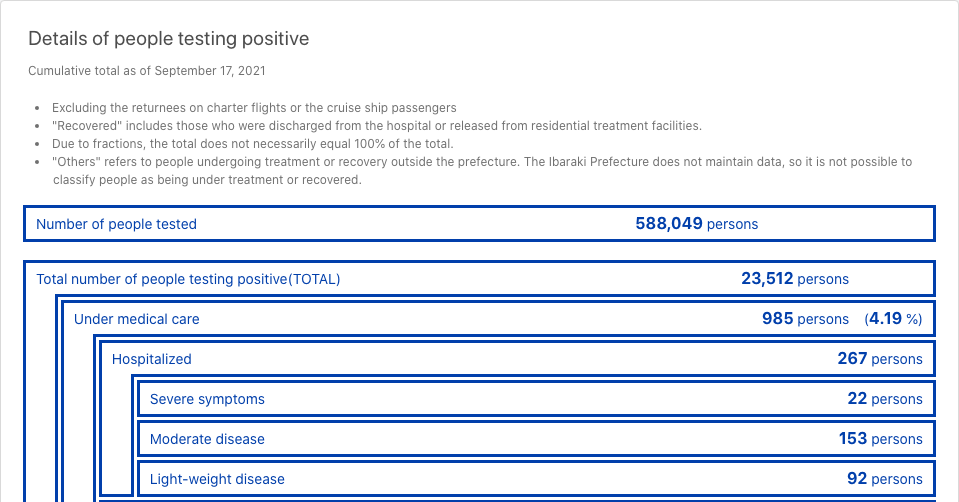 Details of people testing positive
Cumulative total as of September 17, 2021
• Excluding the returnees on charter flights or the cruise ship passengers
• "Recovered" includes those who were discharged from the hospital or released from residential treatment facilities.
• Due to fractions, the total does not necessarily equal 100% of the total.
• "Others" refers to people undergoing treatment or recovery outside the prefecture. The Ibaraki Prefecture does not maintain data, so it is not possible to
classify people as being under treatment or recovered.
Number of people tested 588,049 persons
Total number of people testing positive(TOTAL) 23,512 persons
Under medical care 985 persons (4.19 %)
Hospitalized 267 persons
Severe symptoms 22 persons
Moderate disease 153 persons
Light-weight disease 92 persons